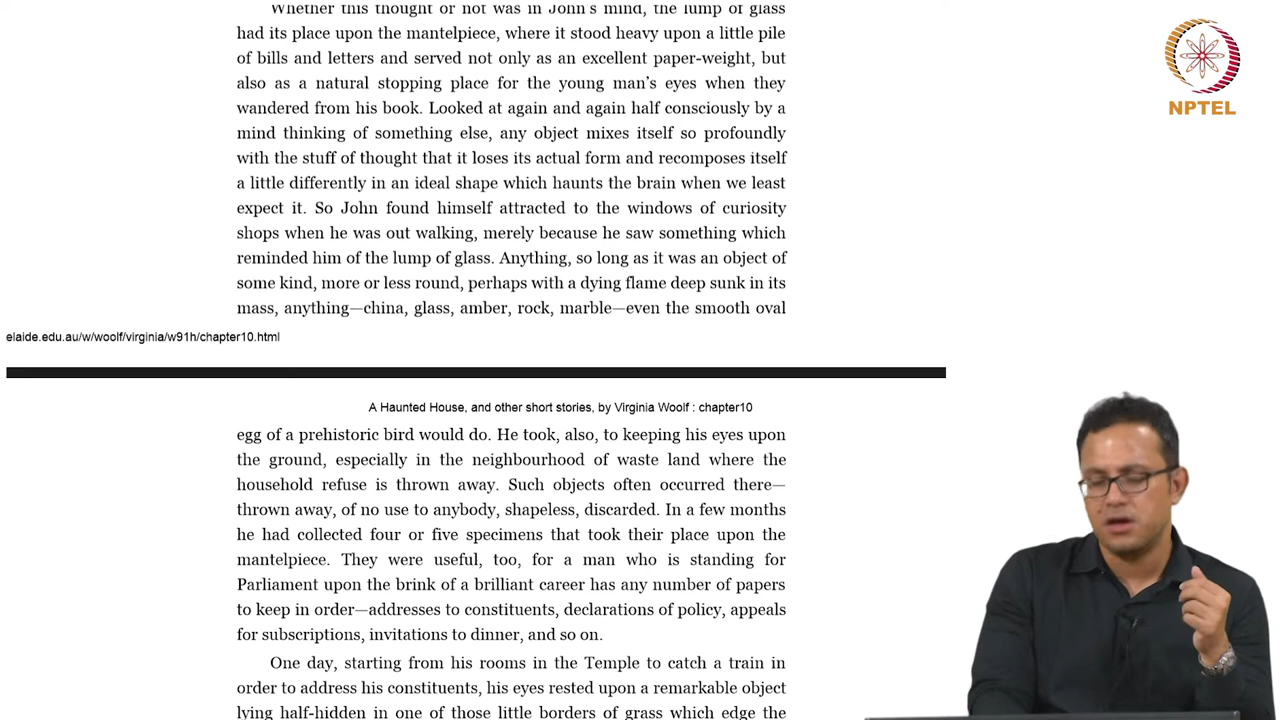 Whether this thought or not was in John's mind, the lump of glass
had its place upon the mantelpiece, where it stood heavy upon a little pile
of bills and letters and served not only as an excellent paper-weight, but
also as a natural stopping place for the young man's eyes when they
wandered from his book. Looked at again and again half consciously by a
mind thinking of something else, any object mixes itself so profoundly
with the stuff of thought that it loses its actual form and recomposes itself
a little differently in an ideal shape which haunts the brain when we least
expect it. So John found himself attracted to the windows of curiosity
shops when he was out walking, merely because he saw something which
reminded him of the lump of glass. Anything, so long as it was an object of
some kind, more or less round, perhaps with a dying flame deep sunk in its
mass, anything—china, glass, amber, rock, marble—even the smooth oval
elaide.edu.au/w/woolf/virginia/w91h/chapter10.html
A Haunted House, and other short stories, by Virginia Woolf : chapter10
egg of a prehistoric bird would do. He took, also, to keeping his eyes upon
the ground, especially in the neighbourhood of waste land where the
household refuse is thrown away. Such objects often occurred there—
thrown away, of no use to anybody, shapeless, discarded. In a few months
he had collected four or five specimens that took their place upon the
mantelpiece. They were useful, too, for a man who is standing for
Parliament upon the brink of a brilliant career has any number of papers
to keep in order—addresses to constituents, declarations of policy, appeals
for subscriptions, invitations to dinner, and so on.
One day, starting from his rooms in the Temple to catch a train in
order to address his constituents, his eyes rested upon a remarkable object
lying half-hidden in one of those little borders of grass which edge the
NPTEL